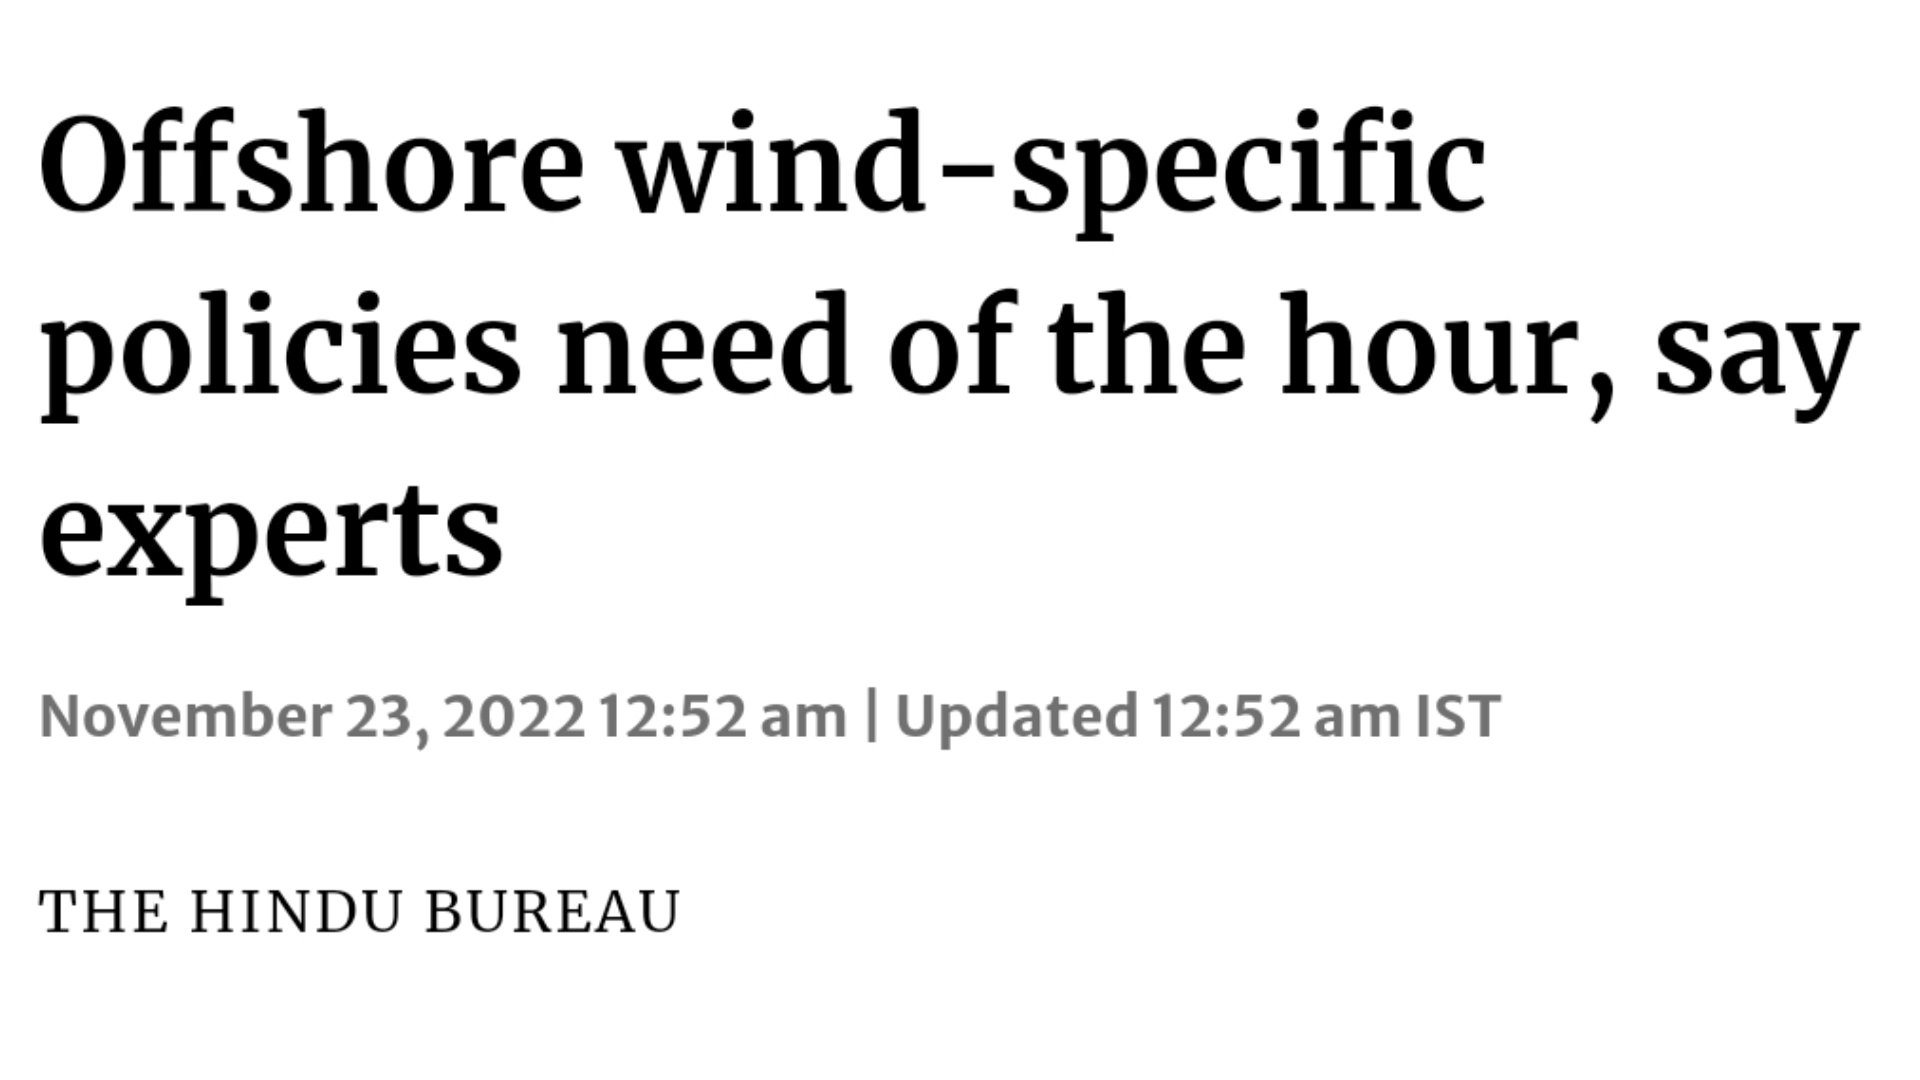 Offshore wind-specific
policies need of the hour, say
experts
November 23, 2022 12:52 am | Updated 12:52 am IST
THE HINDU BUREAU